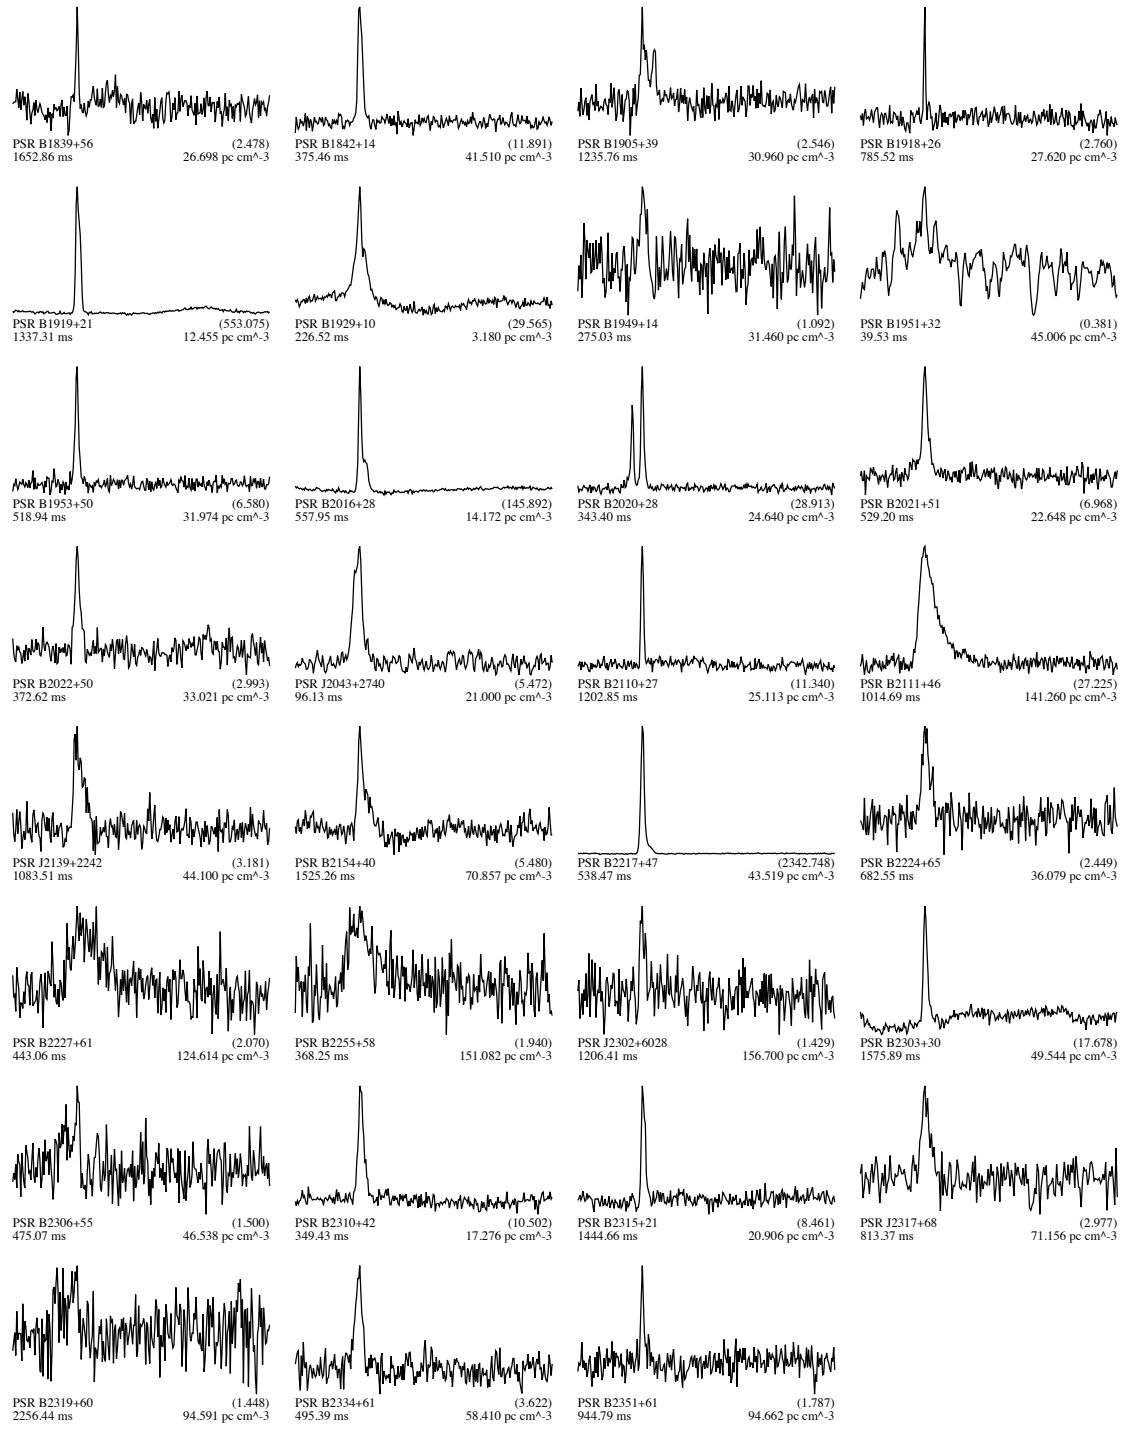 PSR B1839+56 (2.478) PSR B1842+14 (11.891) PSR B1905+39 (2.546) PSR B1918+26 (2.760)
1652.86 ms 26.698 pc cm^-3 375.46 ms 41.510 pc cm^-3 1235.76 ms 30.960 pc cm^-3 785.52 ms 27.620 pc cm^-3
PSR B1919+21 (553.075) PSR B1929+10 (29.565) PSR B1949+14 (1.092) PSR B1951+32 (0.381)
1337.31 ms 12.455 pc cm^-3 226.52 ms 3.180 pc cm^-3 275.03 ms 31.460 pc cm^-3 39.53 ms 45.006 pc cm^-3
PSR B1953+50 (6.580) PSR B2016+28 (145.892) PSR B2020+28 (28.913) PSR B2021+51 (6.968)
518.94 ms 31.974 pc cm^-3 557.95 ms 14.172 pc cm^-3 343.40 ms 24.640 pc cm^-3 529.20 ms 22.648 pc cm^-3
PSR B2022+50 (2.993) PSR J2043+2740 (5.472) PSR B2110+27 (11.340) PSR B2111+46 (27.225)
372.62 ms 33.021 pc cm^-3 96.13 ms 21.000 pc cm^-3 1202.85 ms 25.113 pc cm^-3 1014.69 ms 141.260 pc cm^-3
PSR J2139+2242 (3.181) PSR B2154+40 (5.480) PSR B2217+47 (2342.748) PSR B2224+65 (2.449)
1083.51 ms 44.100 pc cm^-3 1525.26 ms 70.857 pc cm^-3 538.47 ms 43.519 pc cm^-3 682.55 ms 36.079 pc cm^-3
PSR B2227+61 (2.070) PSR B2255+58 (1.940) PSR J2302+6028 (1.429) PSR B2303+30 (17.678)
443.06 ms 124.614 pc cm^-3 368.25 ms 151.082 pc cm^-3 1206.41 ms 156.700 pc cm^-3 1575.89 ms 49.544 pc cm^-3
PSR B2306+55 (1.500) PSR B2310+42 (10.502) PSR B2315+21 (8.461) PSR J2317+68 (2.977)
475.07 ms 46.538 pc cm^-3 349.43 ms 17.276 pc cm^-3 1444.66 ms 20.906 pc cm^-3 813.37 ms 71.156 pc cm^-3
PSR B2319+60 (1.448) PSR B2334+61 (3.622) PSR B2351+61 (1.787)
2256.44 ms 94.591 pc cm^-3 495.39 ms 58.410 pc cm^-3 944.79 ms 94.662 pc cm^-3